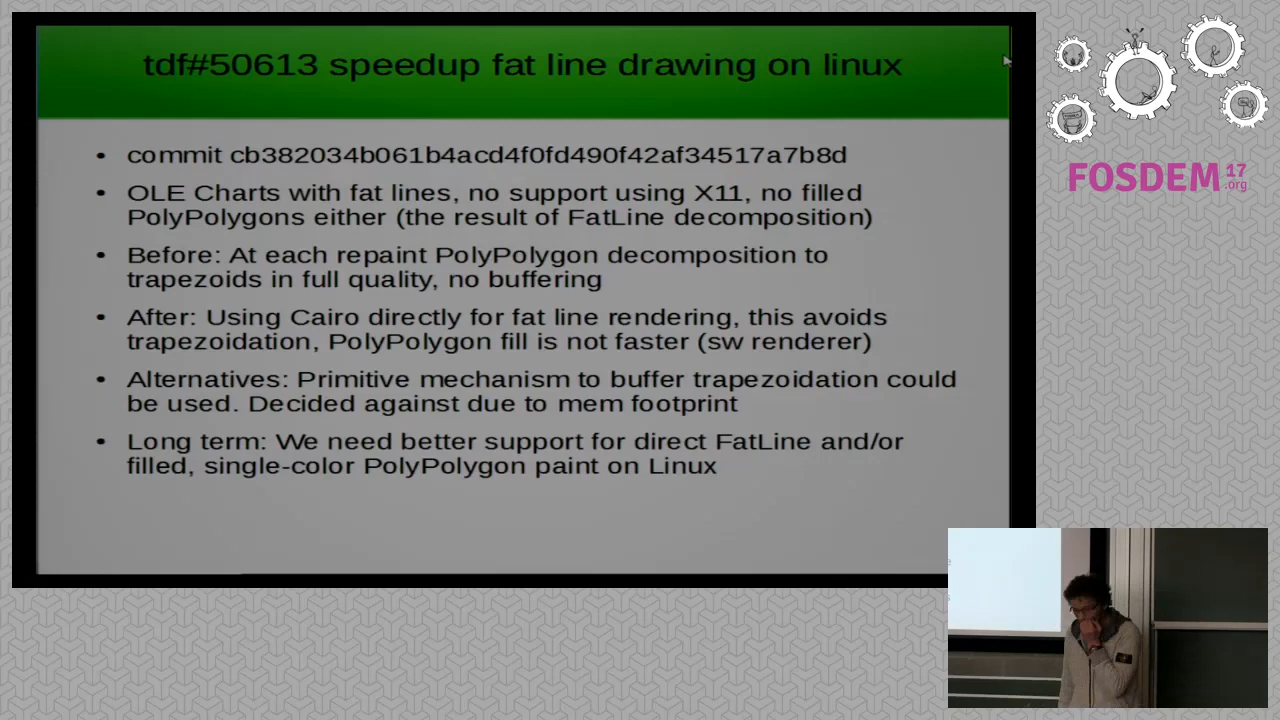 tdf#50613 speedup fat line drawing on linux
• commit cb382034b061b4acd4f0fd490f42af34517a7b8d
• OLE Charts with fat lines, no support using X11, no filled
PolyPolygons either (the result of FatLine decomposition)
• Before: At each repaint PolyPolygon decomposition to
trapezoids in full quality, no buffering
• After: Using Cairo directly for fat line rendering, this avoids
trapezoidation, PolyPolygon fill is not faster (sw renderer)
• Alternatives: Primitive mechanism to buffer trapezoidation could
be used. Decided against due to mem footprint
• Long term: We need better support for direct FatLine and/or
filled, single-color PolyPolygon paint on Linux
FOSDEM 17
.org